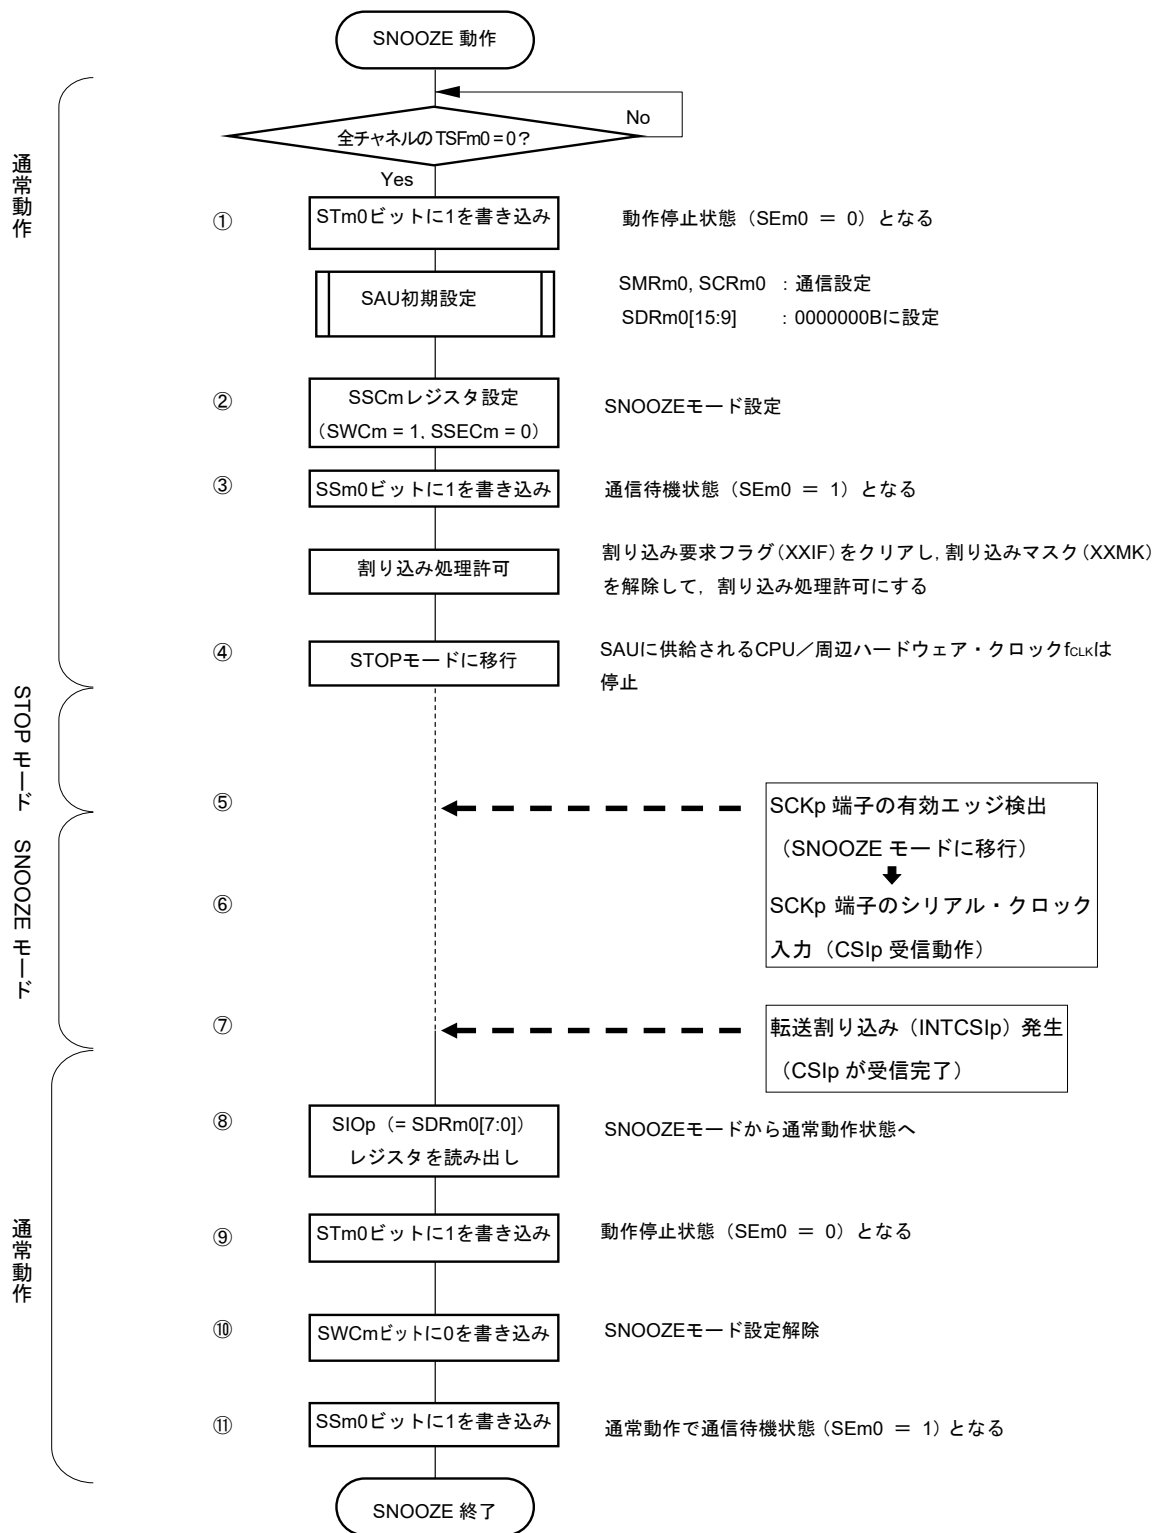 SNOOZE 動作
No
全チャネルのTSFm0 = 0？
Yes
通常動作
①
STm0ビットに1を書き込み
動作停止状態（SEm0 ＝ 0）となる
SAU初期設定
SMRm0, SCRm0 ：通信設定
SDRm0[15:9] ：0000000Bに設定
②
SSCmレジスタ設定
（SWCm = 1, SSECm = 0）
SNOOZEモード設定
③
SSm0ビットに1を書き込み
通信待機状態（SEm0 ＝ 1）となる
割り込み処理許可
割り込み要求フラグ（XXIF）をクリアし，割り込みマスク（XXMK）
を解除して，割り込み処理許可にする
④
STOPモードに移行
SAUに供給されるCPU／周辺ハードウェア・クロックfCLKは
停止
STOP モード
⑤
SCKp 端子の有効エッジ検出
（SNOOZE モードに移行）
SNOOZE モード
⑥
SCKp 端子のシリアル・クロック
入力（CSIp 受信動作）
⑦
転送割り込み（INTCSIp）発生
（CSIp が受信完了）
⑧
SIOp（= SDRm0[7:0]）
レジスタを読み出し
SNOOZEモードから通常動作状態へ
通常動作
⑨
STm0ビットに1を書き込み
動作停止状態（SEm0 ＝ 0）となる
⑩
SWCmビットに0を書き込み
SNOOZEモード設定解除
⑪
SSm0ビットに1を書き込み
通常動作で通信待機状態（SEm0 ＝ 1）となる
SNOOZE 終了